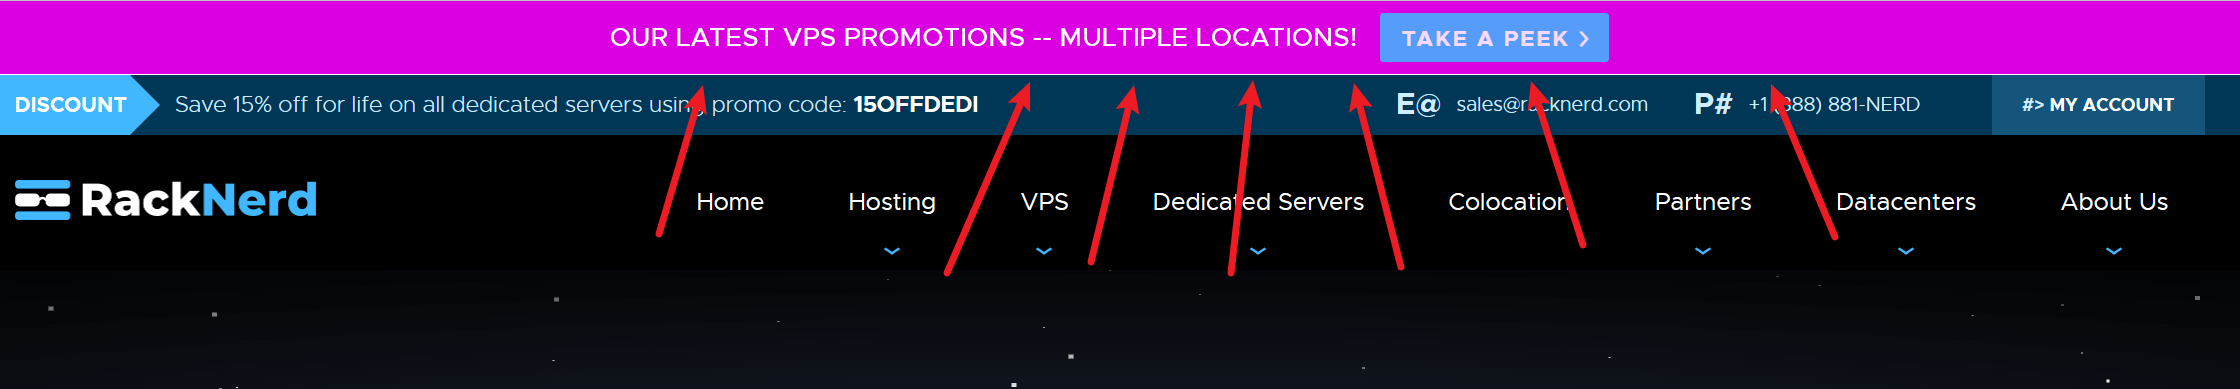 OUR LATEST VPS PROMOTIONS -- MULTIPLE LOCATIONS! TAKE A PEEK >
DISCOUNT Save 15% off for life on all dedicated servers using promo code: 15OFFDEDI E@ sales@racknerd.com P# +1 (888) 881-NERD #> MY ACCOUNT
RackNerd Home Hosting VPS Dedicated Servers Colocation Partners Datacenters About Us